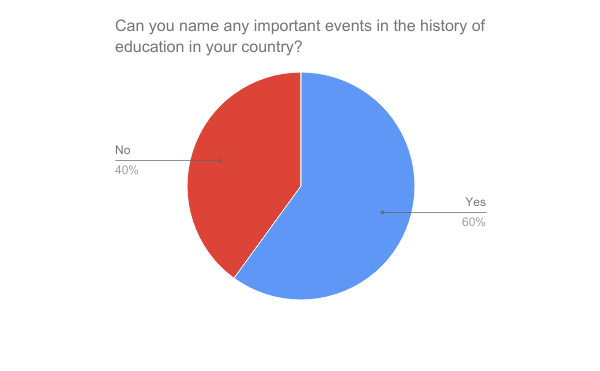 Can you name any important events in the history of
education in your country?
No
40%
Yes
60%